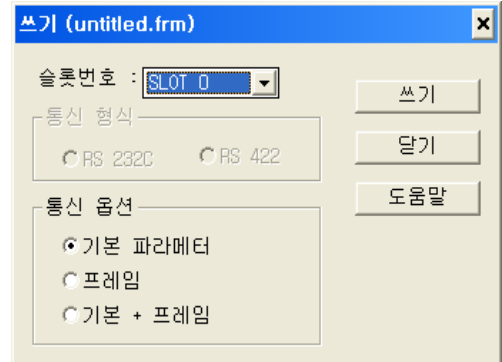 쓰기 (untitled.frm)
슬롯번호 : SLOT 0
쓰기
통신 형식
RS 232C RS 422
닫기
도움말
통신 옵션
기본 파라메터
프레임
기본 + 프레임